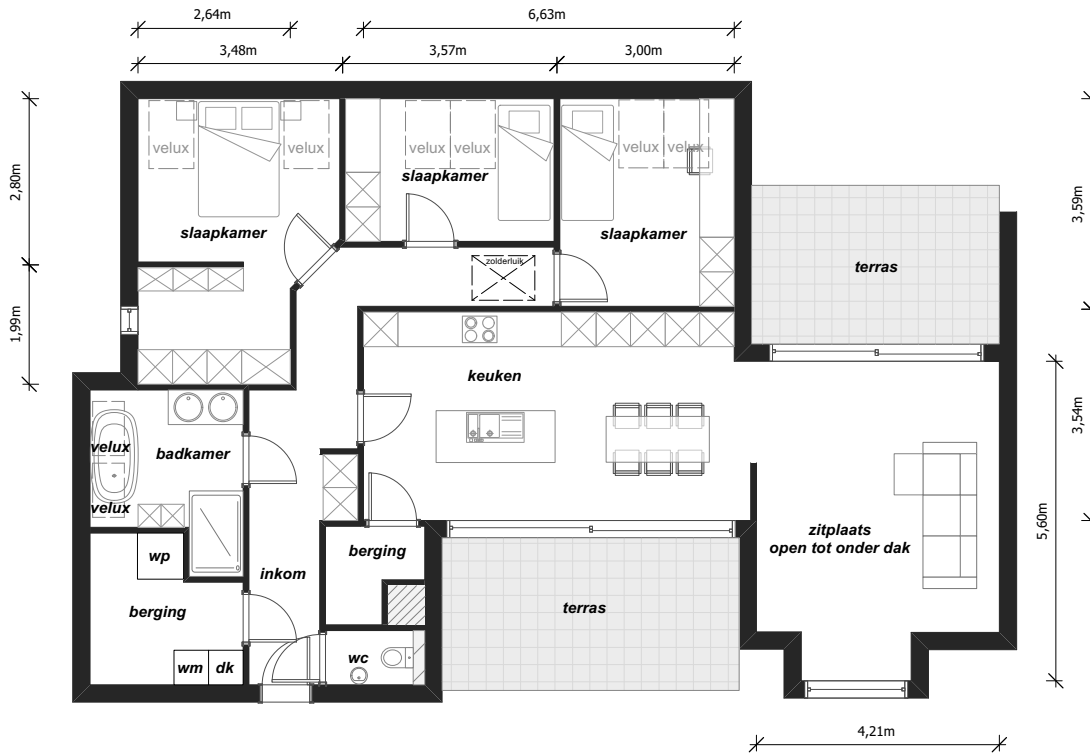 2,64m
6,63m
3,48m
3,57m
3,00m
velux
velux
velux
velux
velux
velux
2,80m
3,59m
slaapkamer
slaapkamer
slaapkamer
zolderluik
terras
1,99m
keuken
3,54m
velux
badkamer
velux
5,60m
zitplaats
open tot onder dak
wp
berging
inkom
berging
terras
wm
dk
wc
4,21m